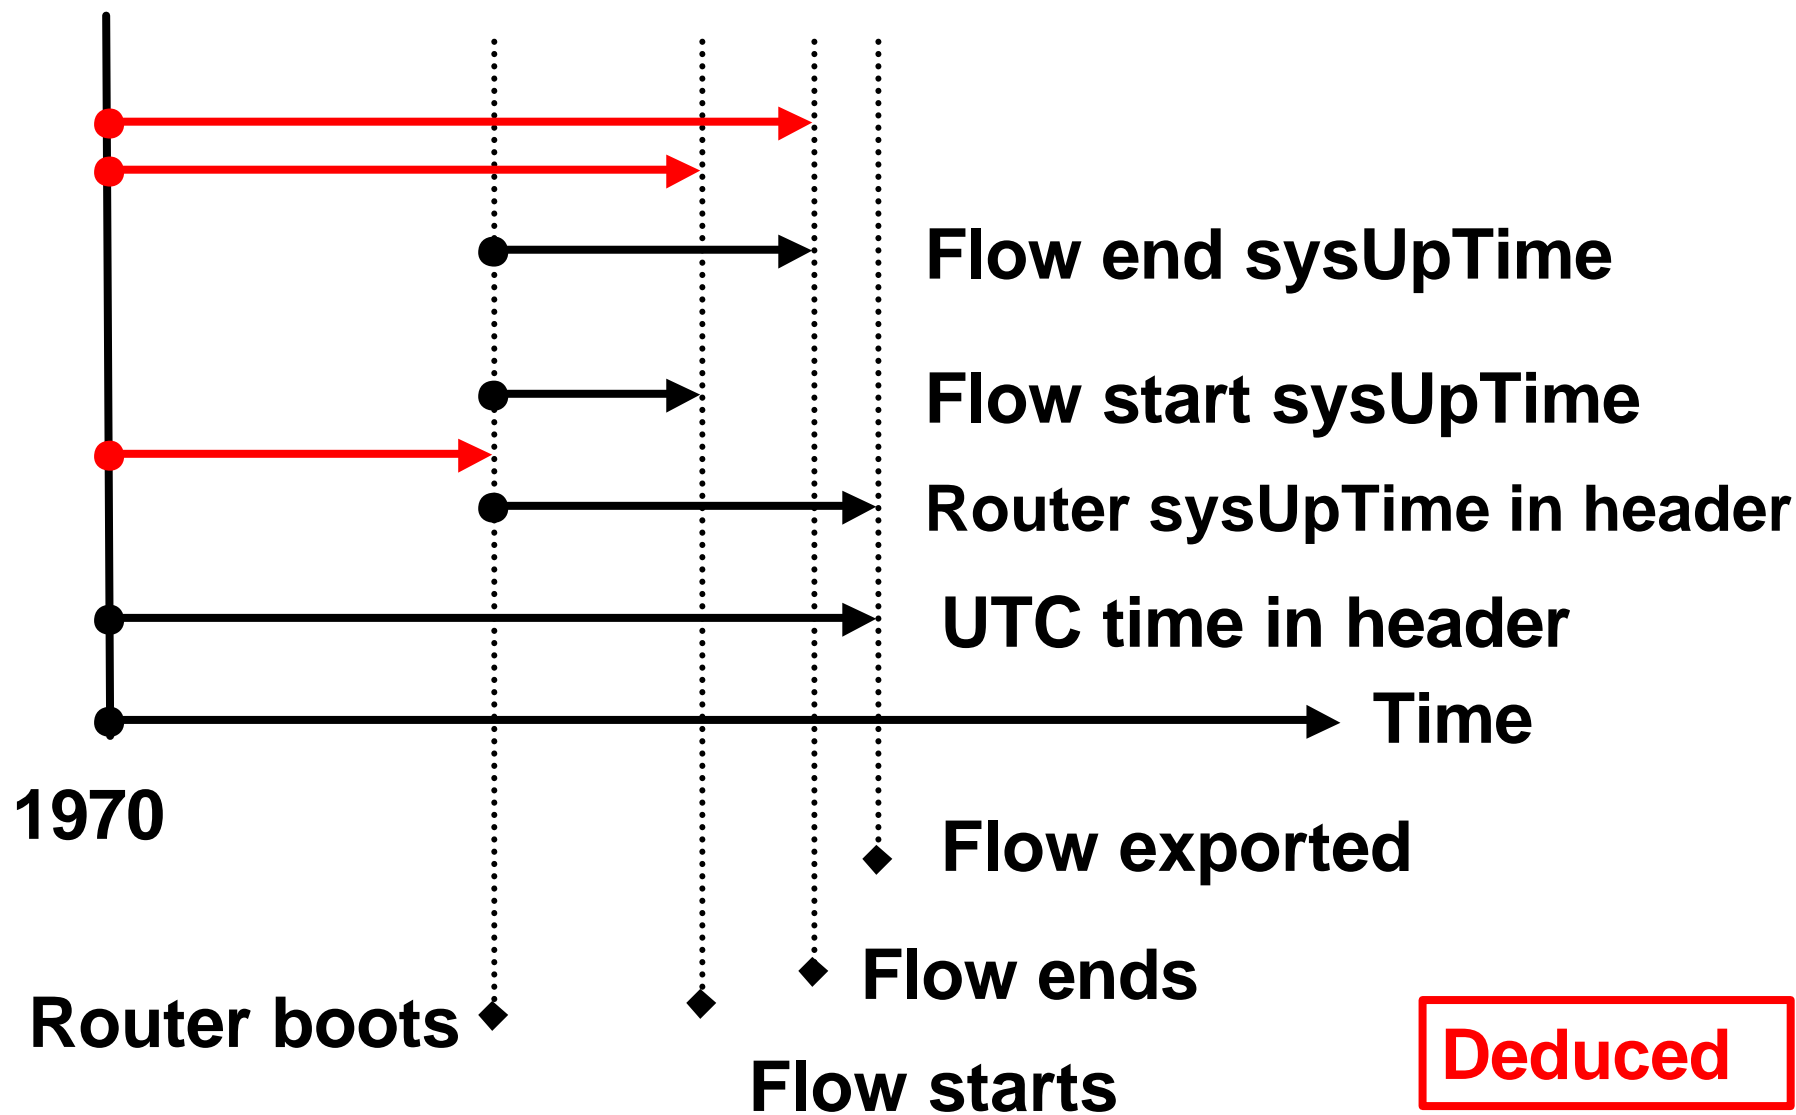 Flow end sysUpTime
Flow start sysUpTime
Router sysUpTime in header
UTC time in header
Time
1970
Flow exported
Flow ends
Router boots
Deduced
Flow starts